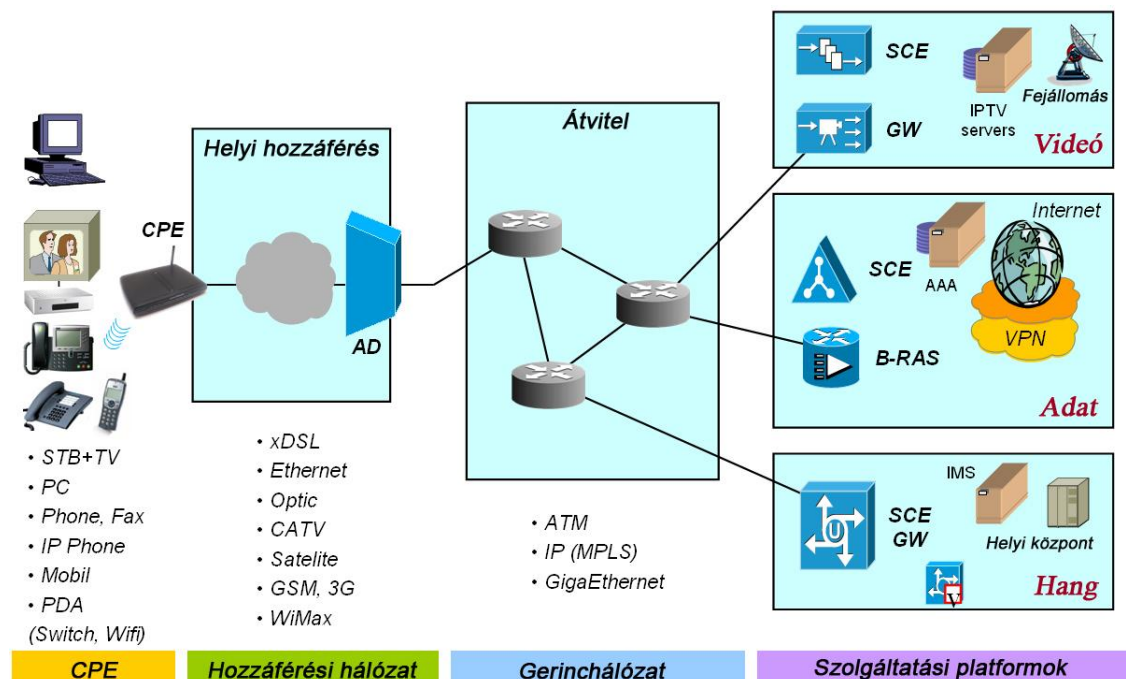 CPE
Helyi hozzáférés
AD
Átvitel
SCE
GW
IPTV
servers
Fejállomás
Videó
SCE
AAA
Internet
VPN
B-RAS
Adat
SCE
GW
U
V
IMS
Helyi központ
Hang
• STB+TV
• PC
• Phone, Fax
• IP Phone
• Mobil
• PDA
(Switch, Wifi)
• xDSL
• Ethernet
• Optic
• CATV
• Satelite
• GSM, 3G
• WiMax
• ATM
• IP (MPLS)
• GigaEthernet
CPE
Hozzáférési hálózat
Gerinchálózat
Szolgáltatási platformok